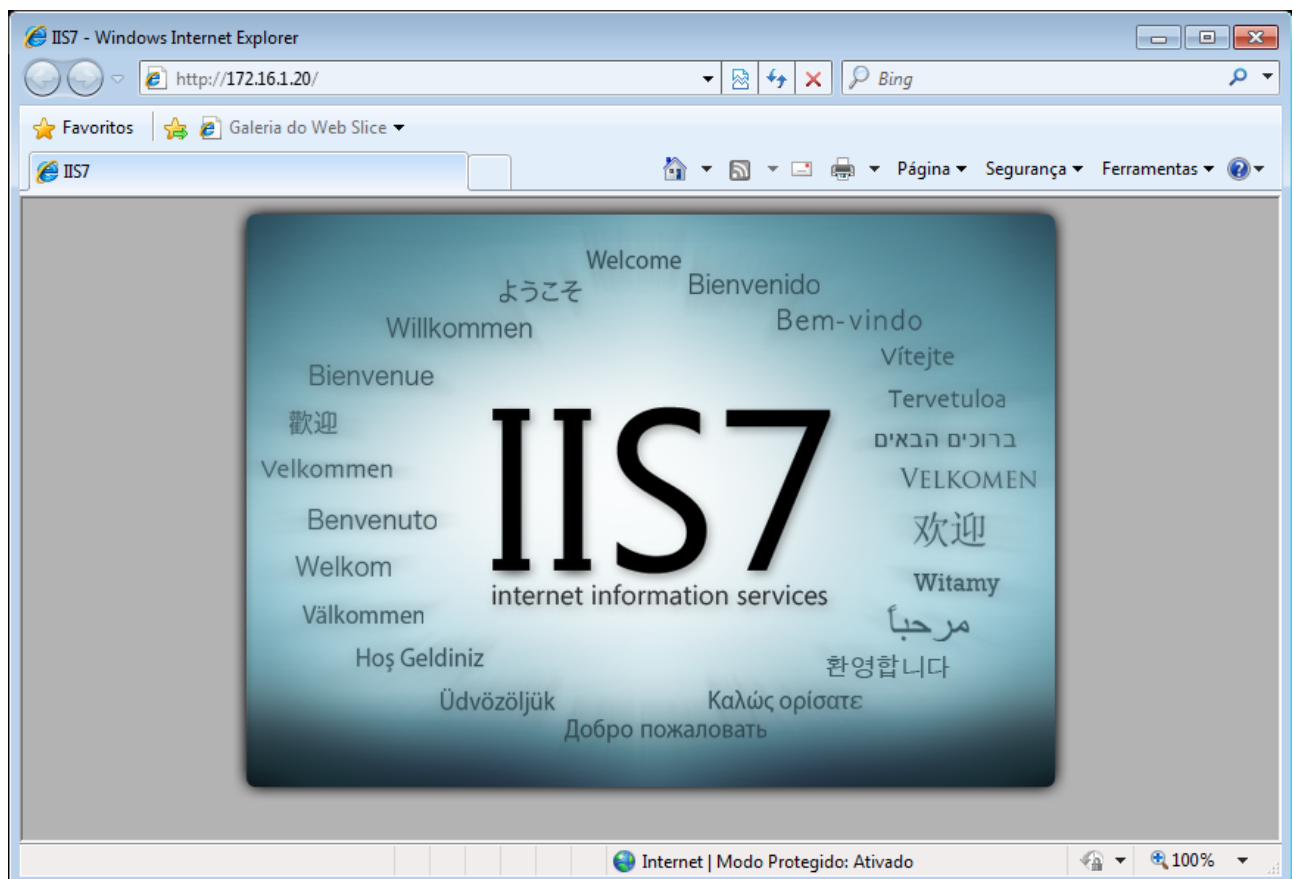 IIS7 - Windows Internet Explorer
http://172.16.1.20/
Bing
Favoritos
Galeria do Web Slice
IIS7
Página
Segurança
Ferramentas
Welcome
Bienvenido
ようこそ
Bem-vindo
Willkommen
Vítejte
Bienvenue
Tervetuloa
歡迎
ברוכים הבאים
Velkommen
VELKOMEN
Benvenuto
欢迎
Welkom
Witamy
Välkommen
مرحباً
Hoş Geldiniz
환영합니다
Üdvözöljük
Καλώς ορίσατε
Добро пожаловать
IIS7
internet information services
Internet | Modo Protegido: Ativado
100%